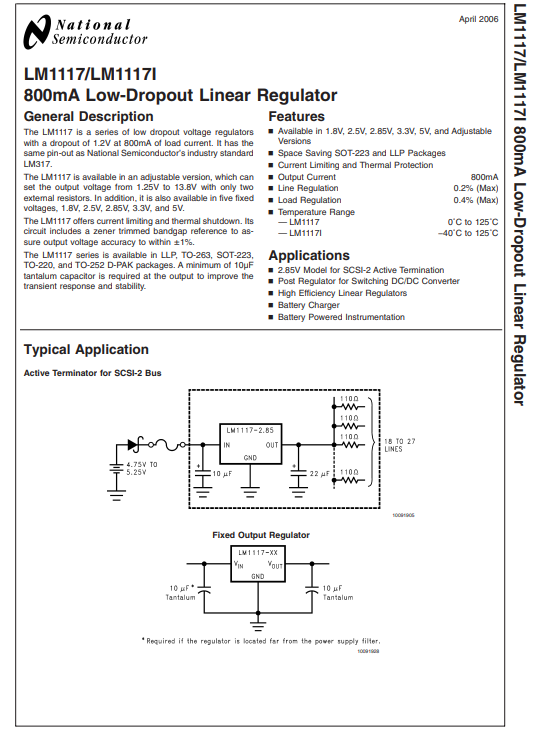 National
Semiconductor
April 2006
LM1117/LM1117I
800mA Low-Dropout Linear Regulator
General Description
The LM1117 is a series of low dropout voltage regulators
with a dropout of 1.2V at 800mA of load current. It has the
same pin-out as National Semiconductor's industry standard
LM317.
The LM1117 is available in an adjustable version, which can
set the output voltage from 1.25V to 13.8V with only two
external resistors. In addition, it is also available in five fixed
voltages, 1.8V, 2.5V, 2.85V, 3.3V, and 5V.
The LM1117 offers current limiting and thermal shutdown. Its
circuit includes a zener trimmed bandgap reference to as-
sure output voltage accuracy to within ±1%.
The LM1117 series is available in LLP, TO-263, SOT-223,
TO-220, and TO-252 D-PAK packages. A minimum of 10µF
tantalum capacitor is required at the output to improve the
transient response and stability.
Features
■ Available in 1.8V, 2.5V, 2.85V, 3.3V, 5V, and Adjustable
Versions
■ Space Saving SOT-223 and LLP Packages
■ Current Limiting and Thermal Protection
■ Output Current 800mA
■ Line Regulation 0.2% (Max)
■ Load Regulation 0.4% (Max)
■ Temperature Range
— LM1117 0˚C to 125˚C
— LM1117I −40˚C to 125˚C
Applications
■ 2.85V Model for SCSI-2 Active Termination
■ Post Regulator for Switching DC/DC Converter
■ High Efficiency Linear Regulators
■ Battery Charger
■ Battery Powered Instrumentation
Typical Application
Active Terminator for SCSI-2 Bus
110Ω
110Ω
110Ω
110Ω
LM1117-2.85
IN
OUT
GND
18 TO 27
LINES
4.75V TO
5.25V
+
10 µF
+
22 µF
10091905
Fixed Output Regulator
LM1117-XX
VIN
VOUT
GND
10 µF*
Tantalum
+
+
10 µF
Tantalum
* Required if the regulator is located far from the power supply filter.
10091928
LM1117/LM1117I 800mA Low-Dropout Linear Regulator